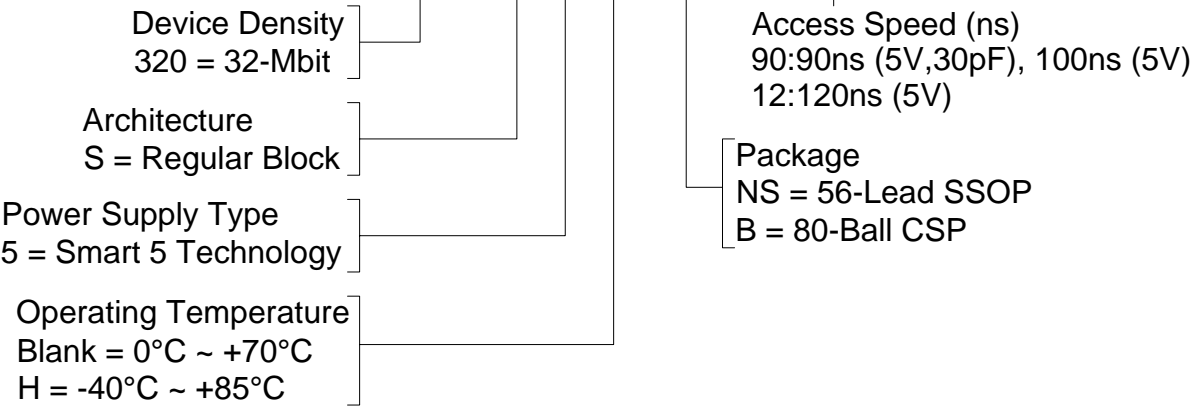 Device Density
320 = 32-Mbit
Architecture
S = Regular Block
Power Supply Type
5 = Smart 5 Technology
Operating Temperature
Blank = 0°C ~ +70°C
H = -40°C ~ +85°C
Access Speed (ns)
90:90ns (5V,30pF), 100ns (5V)
12:120ns (5V)
Package
NS = 56-Lead SSOP
B = 80-Ball CSP